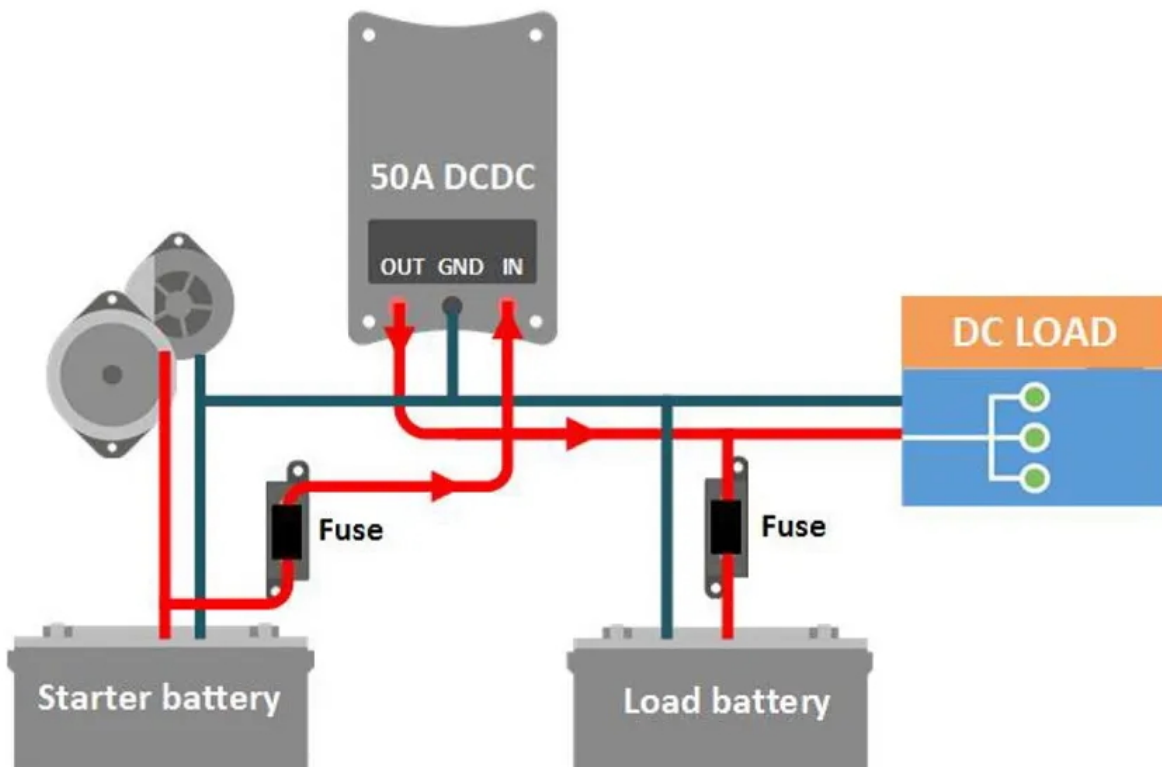 50A DCDC
OUT GND IN
DC LOAD
Fuse
Fuse
Starter battery
Load battery